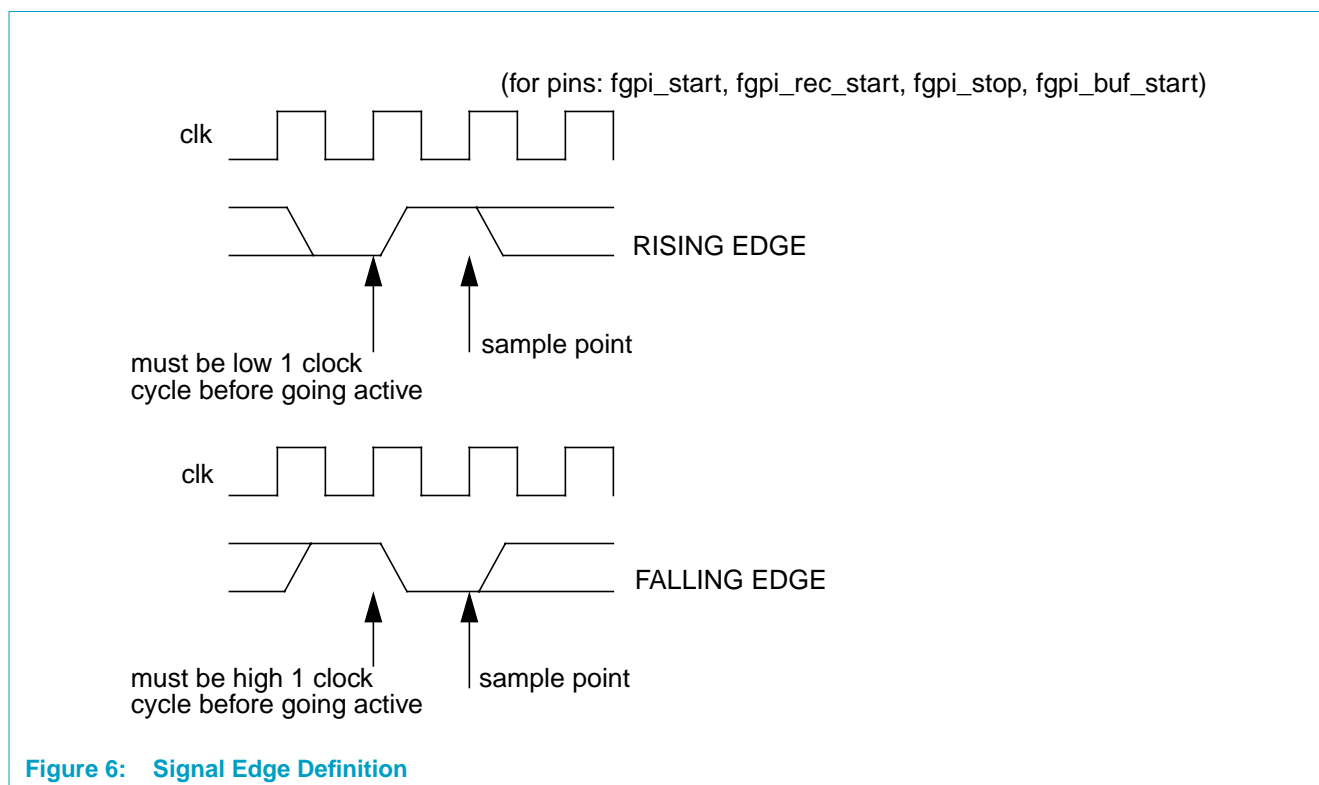 (for pins: fgpi_start, fgpi_rec_start, fgpi_stop, fgpi_buf_start)
clk
RISING EDGE
sample point
must be low 1 clock
cycle before going active
clk
FALLING EDGE
must be high 1 clock
sample point
cycle before going active
Figure 6: Signal Edge Definition